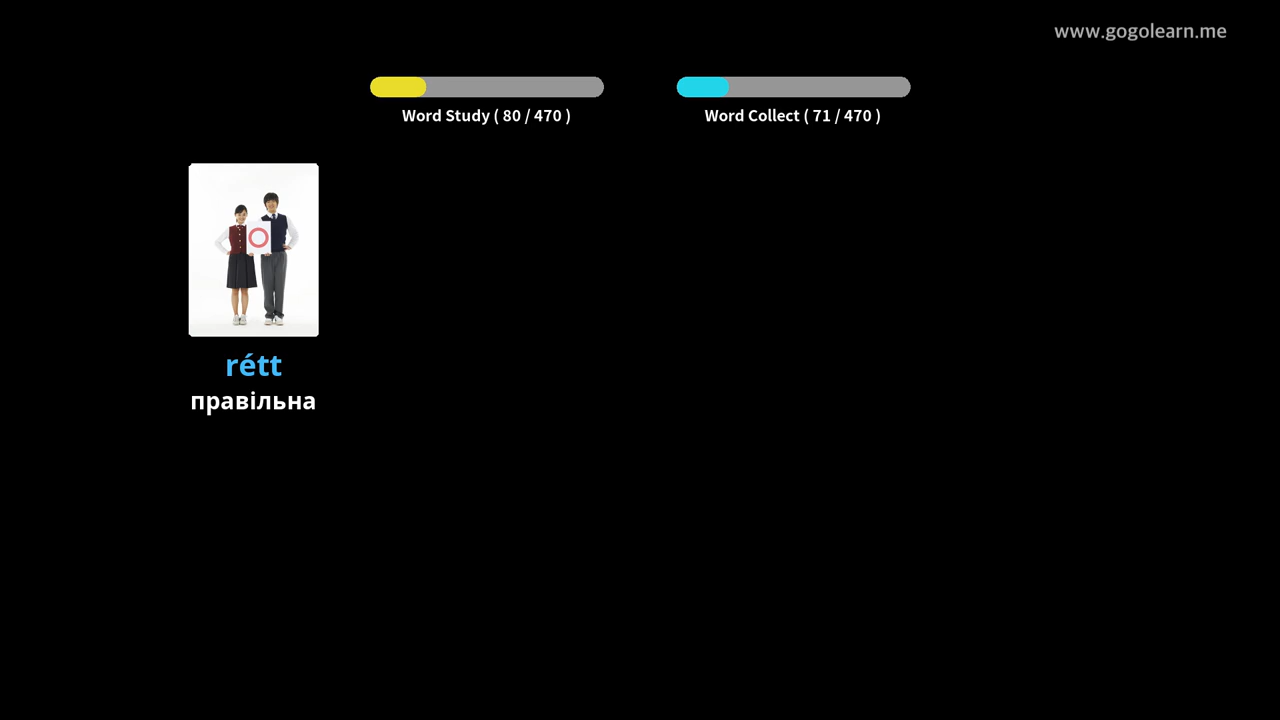 www.gogolearn.me
Word Study ( 80 / 470 )
Word Collect ( 71 / 470 )
rétt
правільна